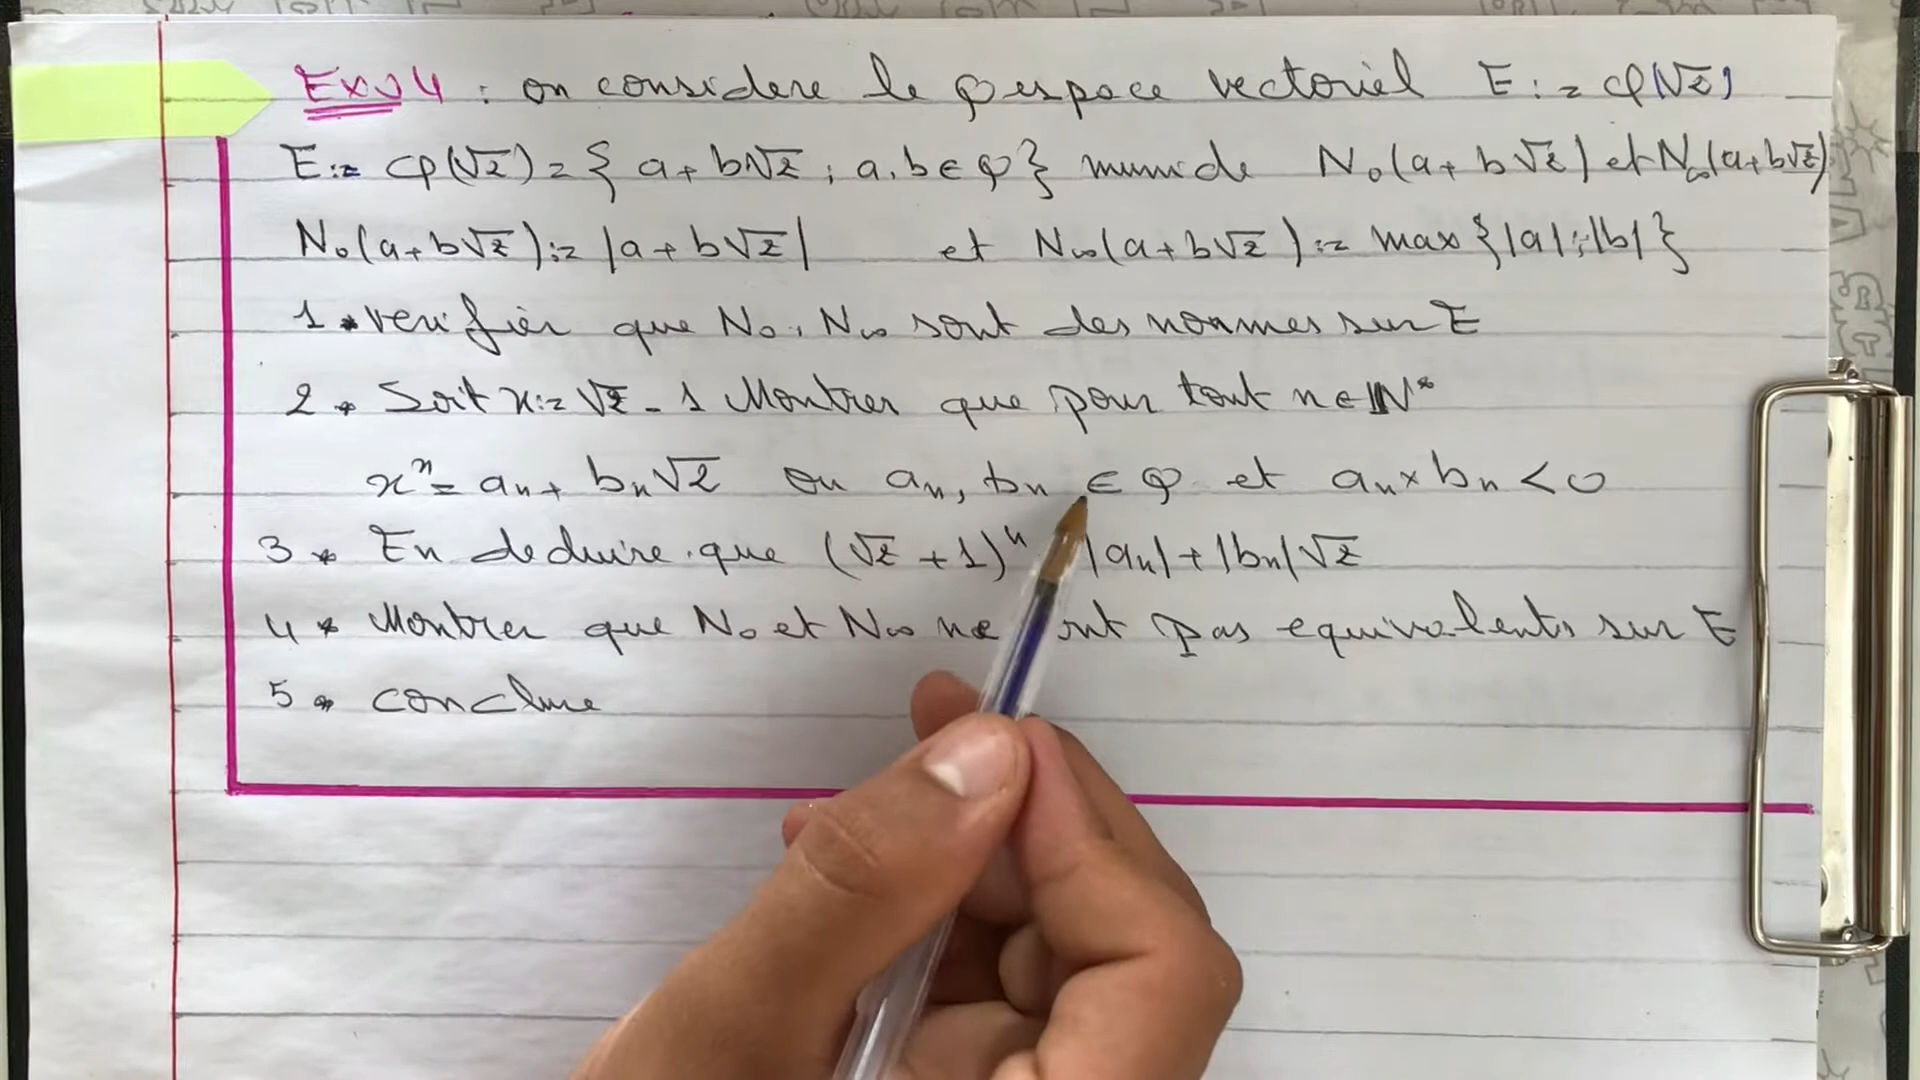 Exo 4 : on considere le Q espace vectoriel E := Q(√2)
E := Q(√2) = { a + b√2 ; a, b ∈ Q } muni de N₀(a + b√2) et N∞(a+b√2)
N₀(a+b√2) := |a + b√2| et N∞(a+b√2) := max {|a| ; |b|}
1 * verifier que N₀, N∞ sont des normes sur E
2 * Soit x := √2 - 1 Montrer que pour tout n ∈ ℕ*
xⁿ = aₙ + bₙ√2 ou aₙ, bₙ ∈ Q et aₙ × bₙ < 0
3 * En deduire que (√2 + 1)ⁿ |aₙ| + |bₙ|√2
4 * Montrer que N₀ et N∞ ne pas equivalents sur E
5 * conclure